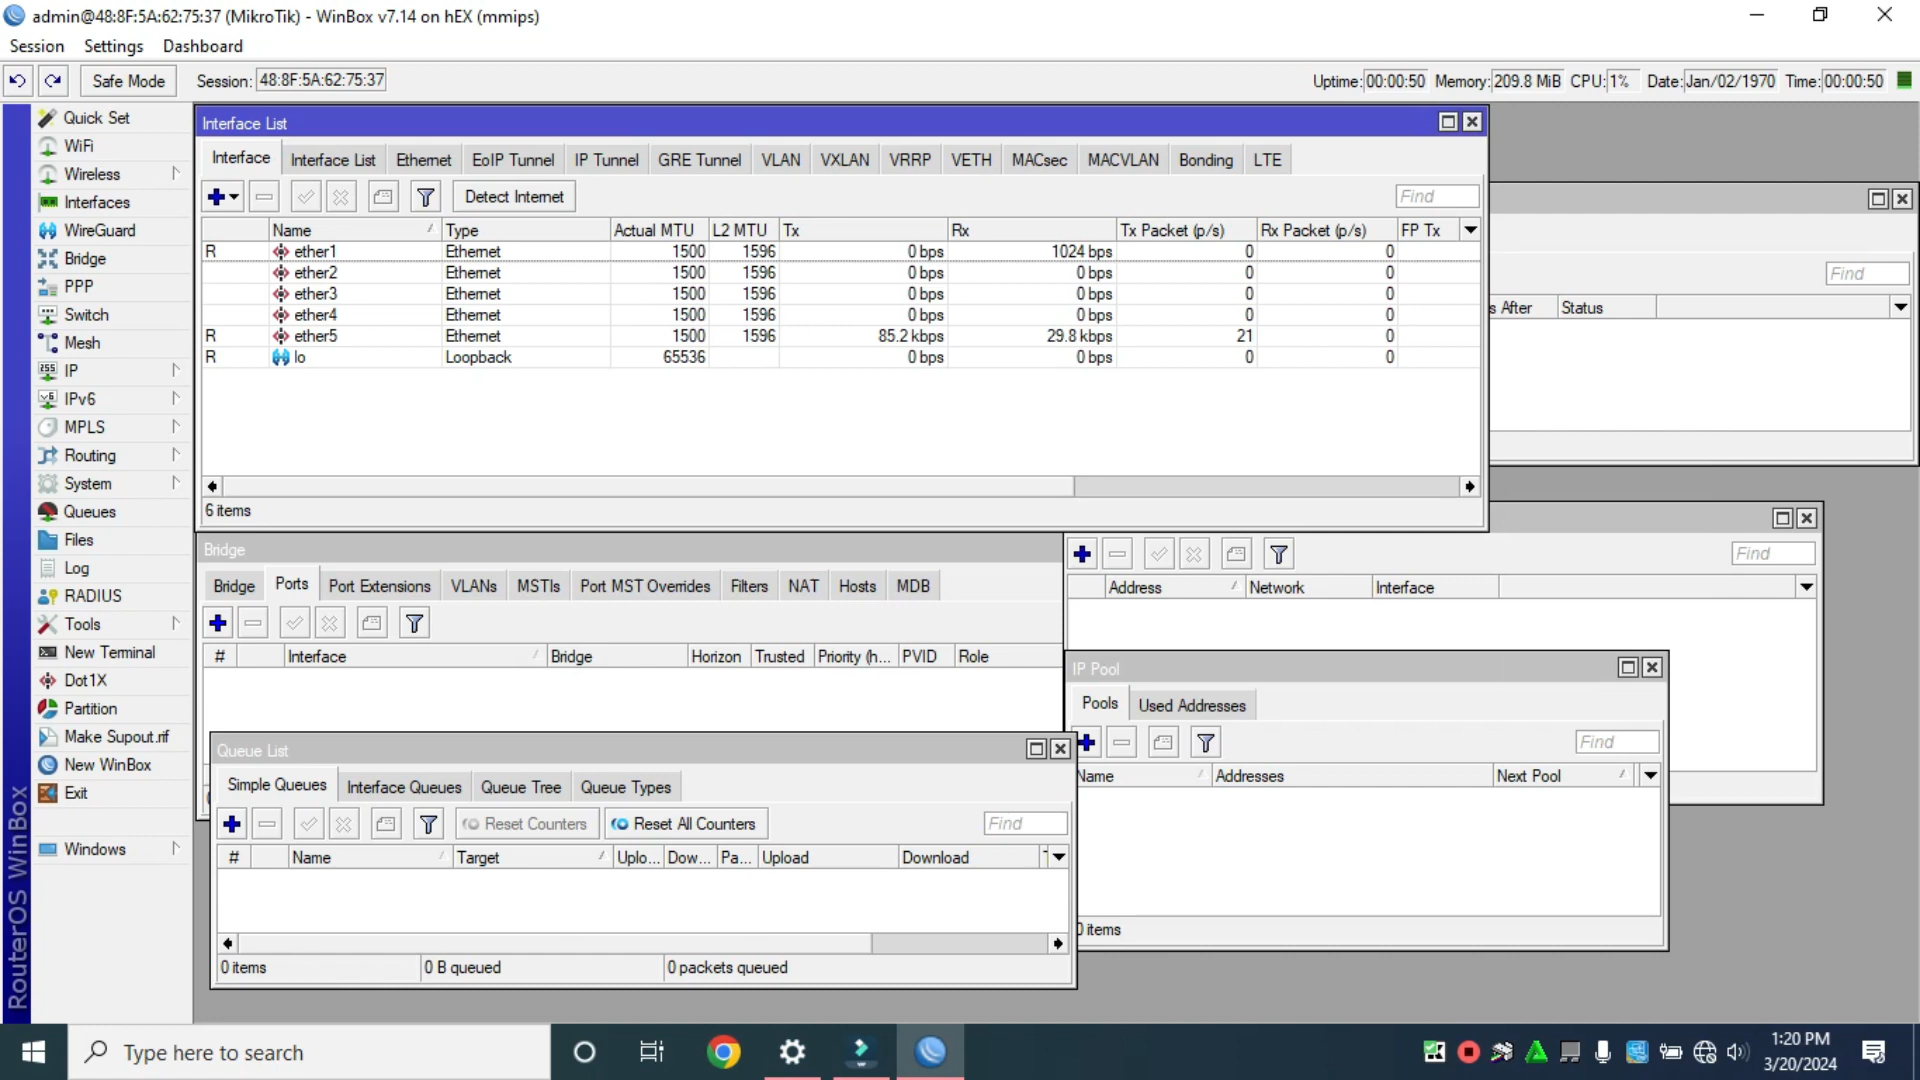 admin@48:8F:5A:62:75:37 (MikroTik) - WinBox v7.14 on hEX (mmips)
Session Settings Dashboard
Safe Mode Session: 48:8F:5A:62:75:37 Uptime: 00:00:50 Memory: 209.8 MiB CPU: 1% Date: Jan/02/1970 Time: 00:00:50
RouterOS WinBox
Quick Set
WiFi
Wireless
Interfaces
WireGuard
Bridge
PPP
Switch
Mesh
IP
IPv6
MPLS
Routing
System
Queues
Files
Log
RADIUS
Tools
New Terminal
Dot1X
Partition
Make Supout.rif
New WinBox
Exit
Windows
Interface List
Interface Interface List Ethernet EoIP Tunnel IP Tunnel GRE Tunnel VLAN VXLAN VRRP VETH MACsec MACVLAN Bonding LTE
Detect Internet Find
Name Type Actual MTU L2 MTU Tx Rx Tx Packet (p/s) Rx Packet (p/s) FP Tx
R ether1 Ethernet 1500 1596 0 bps 1024 bps 0 0
ether2 Ethernet 1500 1596 0 bps 0 bps 0 0
ether3 Ethernet 1500 1596 0 bps 0 bps 0 0
ether4 Ethernet 1500 1596 0 bps 0 bps 0 0
R ether5 Ethernet 1500 1596 85.2 kbps 29.8 kbps 21 0
R lo Loopback 65536 0 bps 0 bps 0 0
6 items
Find
s After Status
Bridge
Bridge Ports Port Extensions VLANs MSTIs Port MST Overrides Filters NAT Hosts MDB
# Interface Bridge Horizon Trusted Priority (h... PVID Role
Find
Address Network Interface
IP Pool
Pools Used Addresses
Find
Name Addresses Next Pool
0 items
Queue List
Simple Queues Interface Queues Queue Tree Queue Types
Reset Counters Reset All Counters Find
# Name Target Uplo... Dow... Pa... Upload Download
0 items 0 B queued 0 packets queued
Type here to search
1:20 PM
3/20/2024